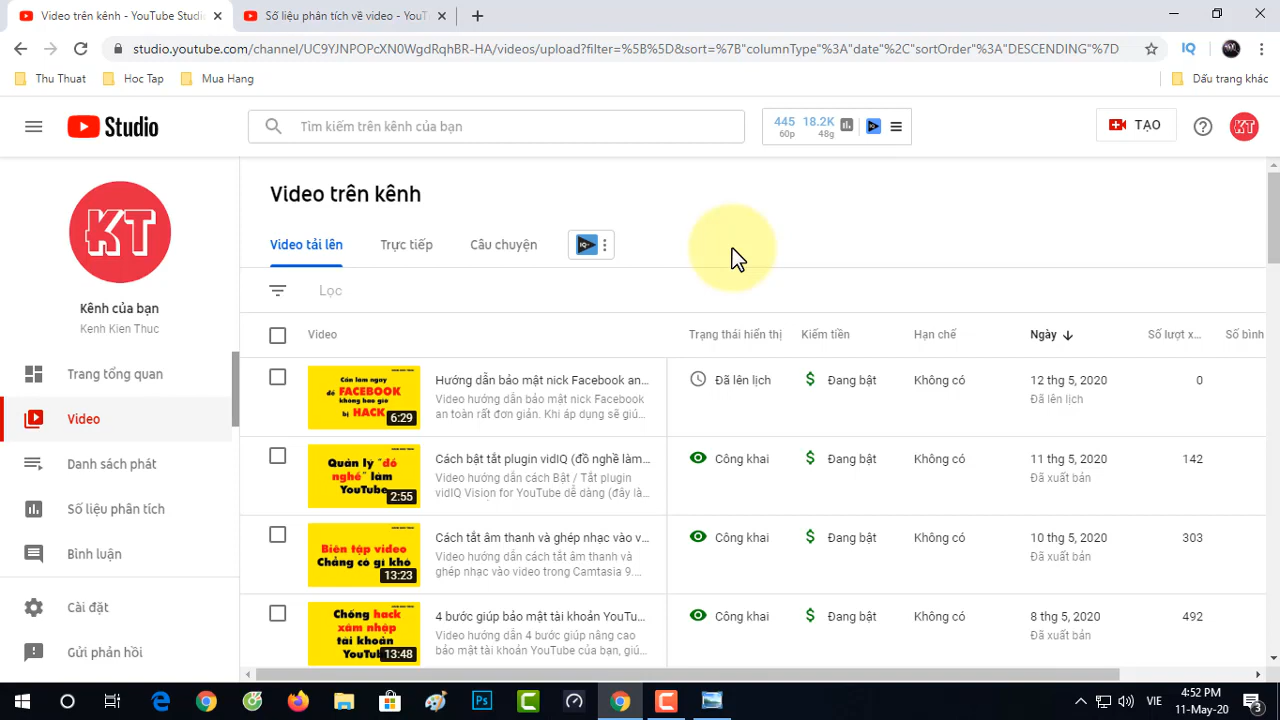 Video trên kênh - YouTube Studi
Số liệu phân tích về video - YouT
studio.youtube.com/channel/UC9YJNPOPcXN0WgdRqhBR-HA/videos/upload?filter=%5B%5D&sort=%7B"columnType"%3A"date"%2C"sortOrder"%3A"DESCENDING"%7D
IQ
Thu Thuat
Hoc Tap
Mua Hang
Dấu trang khác
Studio
Tìm kiếm trên kênh của bạn
445 18.2K
60p 48g
TẠO
KT
KT
Kênh của bạn
Kenh Kien Thuc
Trang tổng quan
Video
Danh sách phát
Số liệu phân tích
Bình luận
Cài đặt
Gửi phản hồi
Video trên kênh
Video tải lên Trực tiếp Câu chuyện
Lọc
Video Trạng thái hiển thị Kiếm tiền Hạn chế Ngày Số lượt x... Số bình
Cần làm ngay
để FACEBOOK
không bao giờ
bị HACK
6:29
Hướng dẫn bảo mật nick Facebook an...
Video hướng dẫn bảo mật nick Facebook
an toàn rất đơn giản. Khi áp dụng sẽ giú...
Đã lên lịch $ Đang bật Không có 12 thg 5, 2020 0
Đã lên lịch
Quản lý "đồ
nghề" làm
YouTube
2:55
Cách bật tắt plugin vidIQ (đồ nghề làm...
Video hướng dẫn cách Bật / Tắt plugin
vidIQ Vision for YouTube dễ dàng (đây là...
Công khai $ Đang bật Không có 11 thg 5, 2020 142
Đã xuất bản
Biên tập video
Chẳng có gì khó
13:23
Cách tắt âm thanh và ghép nhạc vào v...
Video hướng dẫn cách tắt âm thanh và
ghép nhạc vào video trong Camtasia 9....
Công khai $ Đang bật Không có 10 thg 5, 2020 303
Đã xuất bản
Chống hack
xâm nhập
tài khoản
YouTu
13:48
4 bước giúp bảo mật tài khoản YouTu...
Video hướng dẫn 4 bước giúp nâng cao
bảo mật tài khoản YouTube của bạn, giú...
Công khai $ Đang bật Không có 8 thg 5, 2020 492
Đã xuất bản
Ps
VIE
4:52 PM
11-May-20
3